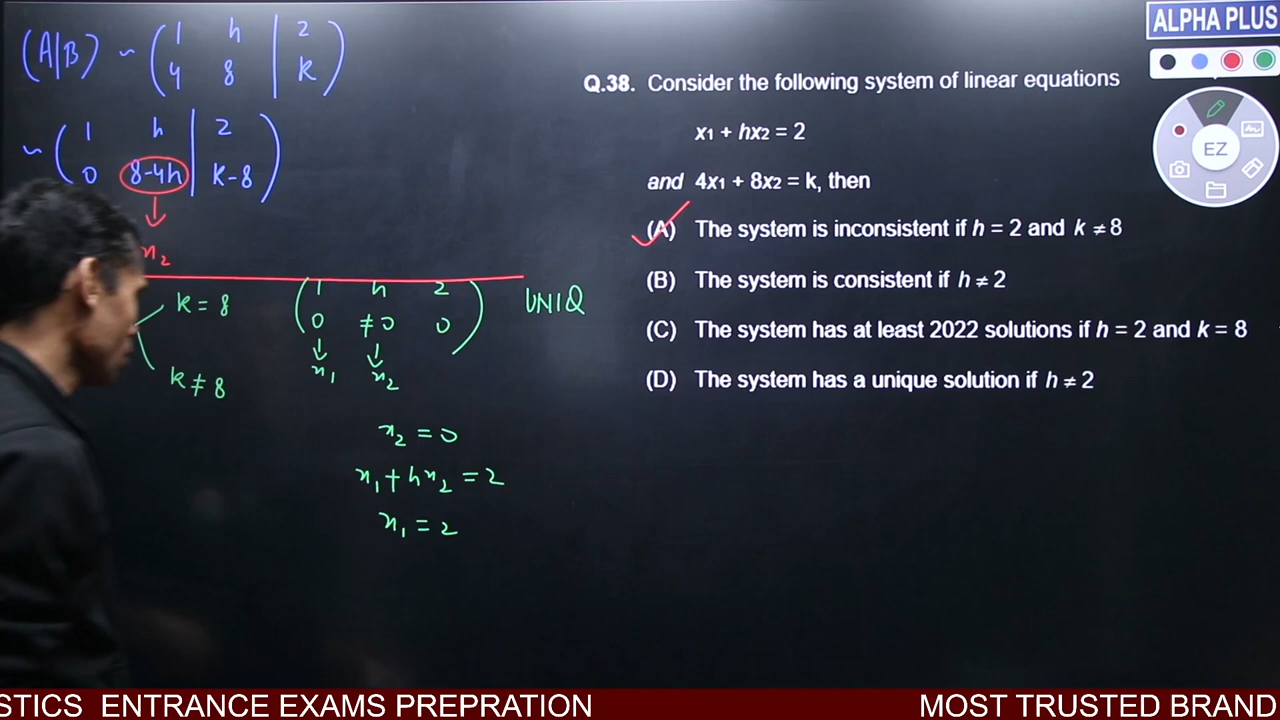 (A|B) ~ ( 1 h | 2
4 8 | k )
~ ( 1 h | 2
0 8-4h | k-8 )
x2
k = 8
k ≠ 8
( 1 h 2
0 ≠0 0 ) UNIQ
x1 x2
x2 = 0
x1 + hx2 = 2
x1 = 2
ALPHA PLUS
EZ
Q.38. Consider the following system of linear equations
x1 + hx2 = 2
and 4x1 + 8x2 = k, then
(A) The system is inconsistent if h = 2 and k ≠ 8
(B) The system is consistent if h ≠ 2
(C) The system has at least 2022 solutions if h = 2 and k = 8
(D) The system has a unique solution if h ≠ 2
STICS ENTRANCE EXAMS PREPRATION MOST TRUSTED BRAND